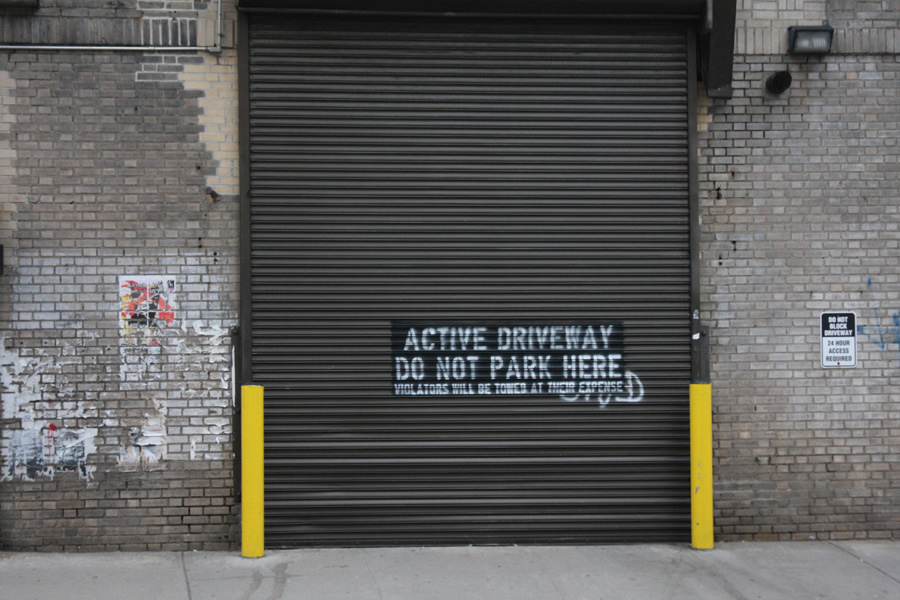 ACTIVE DRIVEWAY
DO NOT PARK HERE
VIOLATORS WILL BE TOWED AT THEIR EXPENSE
DO NOT
BLOCK
DRIVEWAY
24 HOUR
ACCESS
REQUIRED